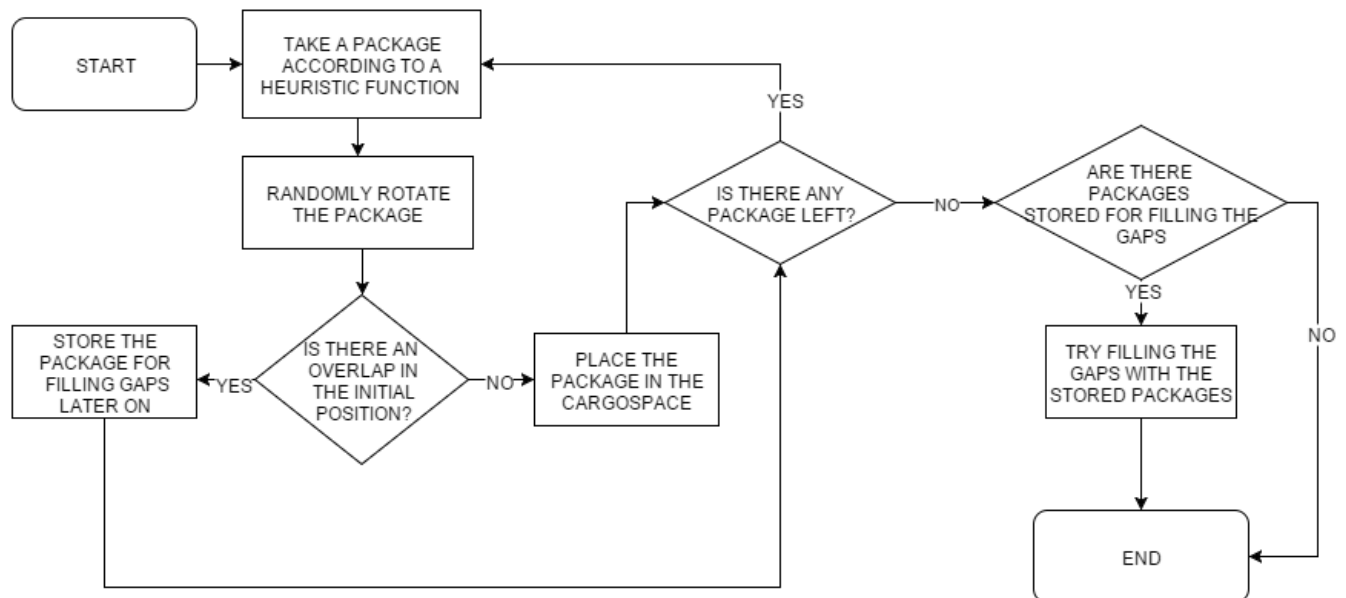 START
TAKE A PACKAGE
ACCORDING TO A
HEURISTIC FUNCTION
YES
RANDOMLY ROTATE
THE PACKAGE
IS THERE ANY
PACKAGE LEFT?
NO
ARE THERE
PACKAGES
STORED FOR FILLING THE
GAPS
YES
NO
STORE THE
PACKAGE FOR
FILLING GAPS
LATER ON
YES
IS THERE AN
OVERLAP IN
THE INITIAL
POSITION?
NO
PLACE THE
PACKAGE IN THE
CARGOSPACE
TRY FILLING THE
GAPS WITH THE
STORED PACKAGES
END